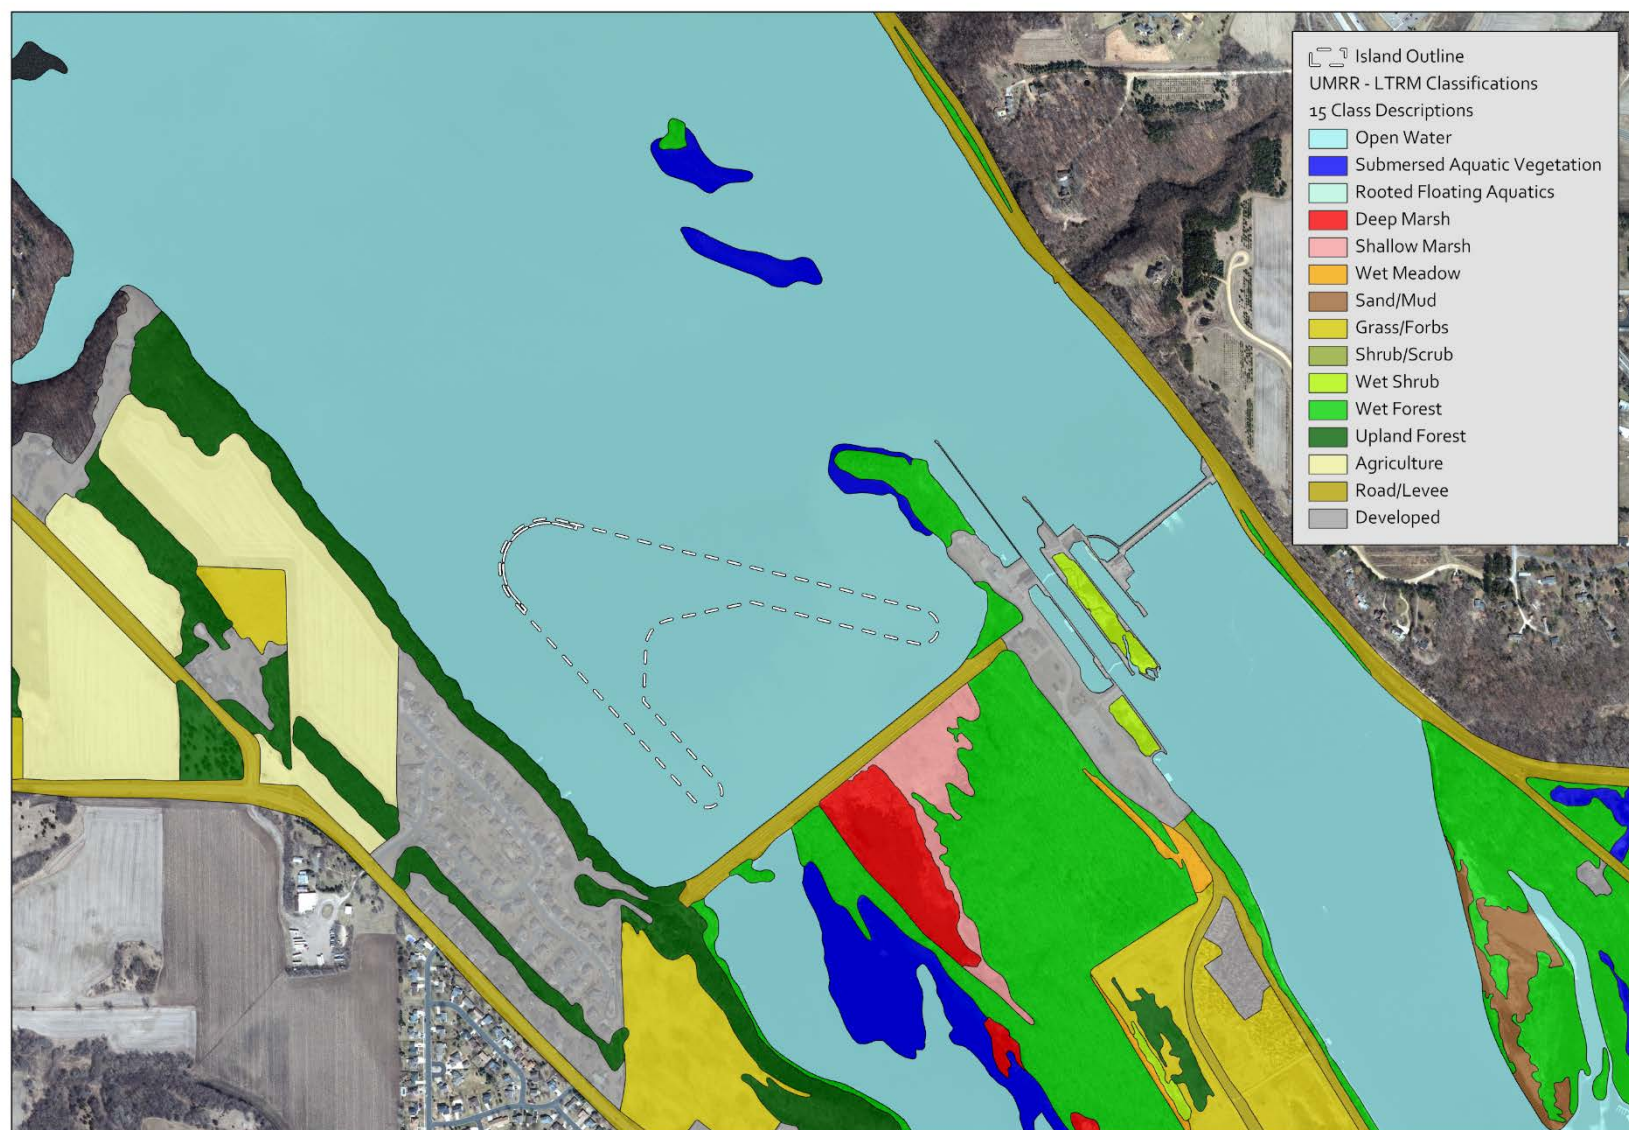 Island Outline
UMRR - LTRM Classifications
15 Class Descriptions
Open Water
Submersed Aquatic Vegetation
Rooted Floating Aquatics
Deep Marsh
Shallow Marsh
Wet Meadow
Sand/Mud
Grass/Forbs
Shrub/Scrub
Wet Shrub
Wet Forest
Upland Forest
Agriculture
Road/Levee
Developed